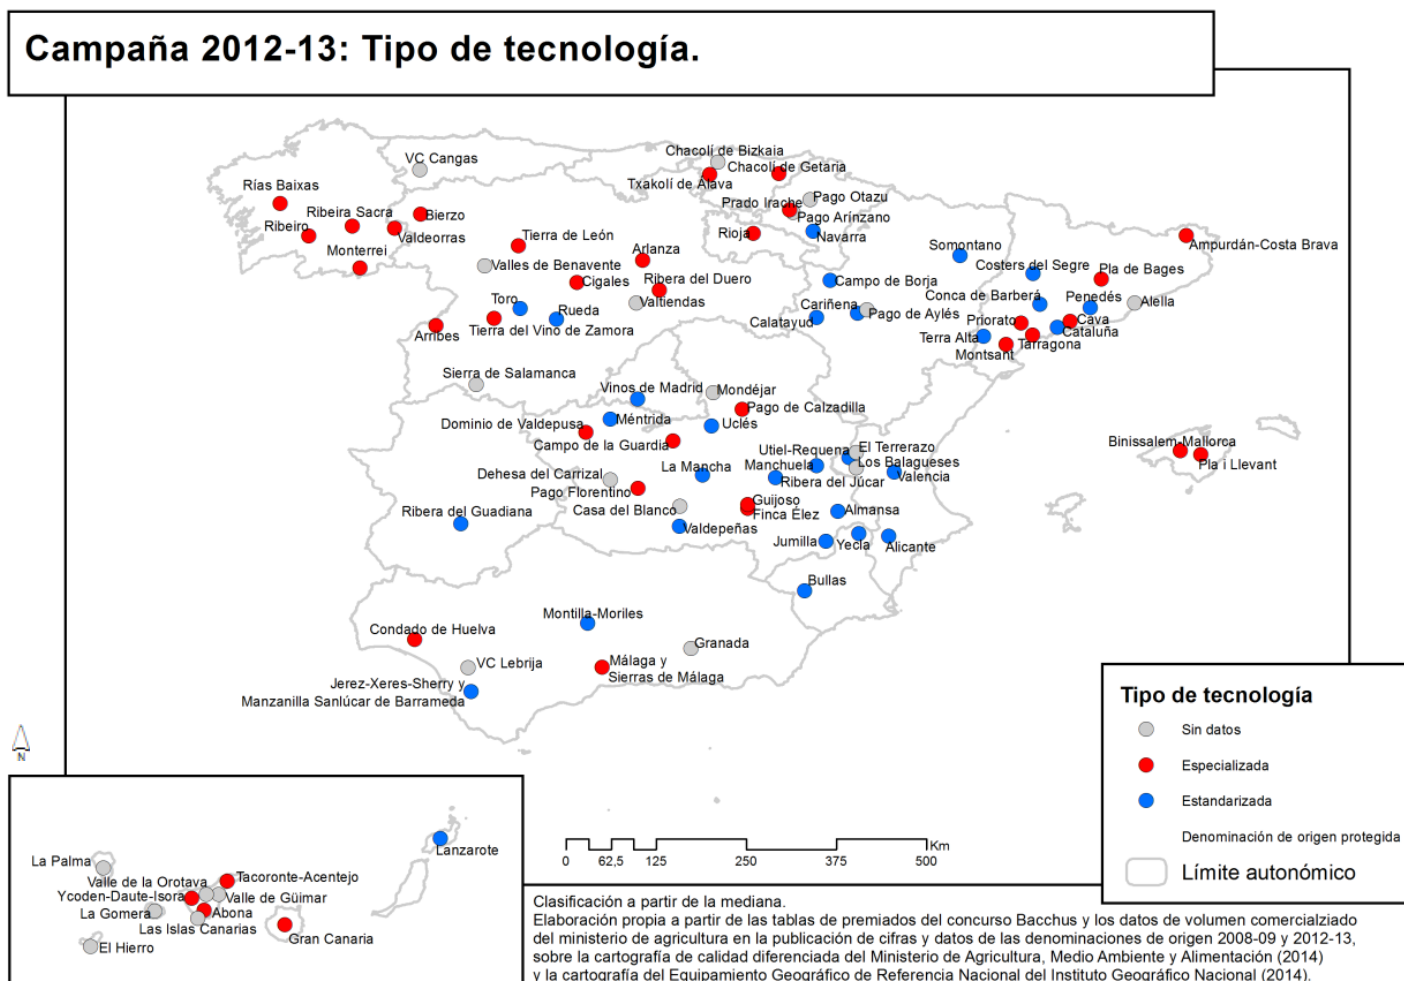 Campaña 2012-13: Tipo de tecnología.
VC Cangas
Chacolí de Bizkaia
Chacolí de Getaria
Txakolí de Álava
Rías Baixas
Ribeira Sacra
Ribeiro
Bierzo
Valdeorras
Monterrei
Prado Irache
Pago Otazu
Pago Arínzano
Rioja
Navarra
Tierra de León
Arlanza
Somontano
Ampurdán-Costa Brava
Valles de Benavente
Cigales
Ribera del Duero
Campo de Borja
Costers del Segre
Pla de Bages
Toro
Rueda
Valtiendas
Cariñena
Pago de Aylés
Conca de Barberá
Penedés
Alella
Arribes
Tierra del Vino de Zamora
Calatayud
Priorato
Cava
Cataluña
Terra Alta
Tarragona
Montsant
Sierra de Salamanca
Vinos de Madrid
Mondéjar
Pago de Calzadilla
Dominio de Valdepusa
Méntrida
Uclés
Campo de la Guardia
Utiel-Requena
El Terrerazo
Binissalem-Mallorca
Pla i Llevant
La Mancha
Manchuela
Los Balagueses
Dehesa del Carrizal
Ribera del Júcar
Valencia
Pago Florentino
Guijoso
Casa del Blanco
Finca Élez
Almansa
Ribera del Guadiana
Valdepeñas
Jumilla
Yecla
Alicante
Bullas
Montilla-Moriles
Condado de Huelva
Granada
VC Lebrija
Málaga y
Sierras de Málaga
Jerez-Xeres-Sherry y
Manzanilla Sanlúcar de Barrameda
N
Tipo de tecnología
Sin datos
Especializada
Estandarizada
Denominación de origen protegida
Límite autonómico
Km
0 62,5 125 250 375 500
Lanzarote
La Palma
Valle de la Orotava
Tacoronte-Acentejo
Ycoden-Daute-Isora
Valle de Güimar
La Gomera
Abona
Las Islas Canarias
Gran Canaria
El Hierro
Clasificación a partir de la mediana.
Elaboración propia a partir de las tablas de premiados del concurso Bacchus y los datos de volumen comercialziado
del ministerio de agricultura en la publicación de cifras y datos de las denominaciones de origen 2008-09 y 2012-13,
sobre la cartografía de calidad diferenciada del Ministerio de Agricultura, Medio Ambiente y Alimentación (2014)
y la cartografía del Equipamiento Geográfico de Referencia Nacional del Instituto Geográfico Nacional (2014).